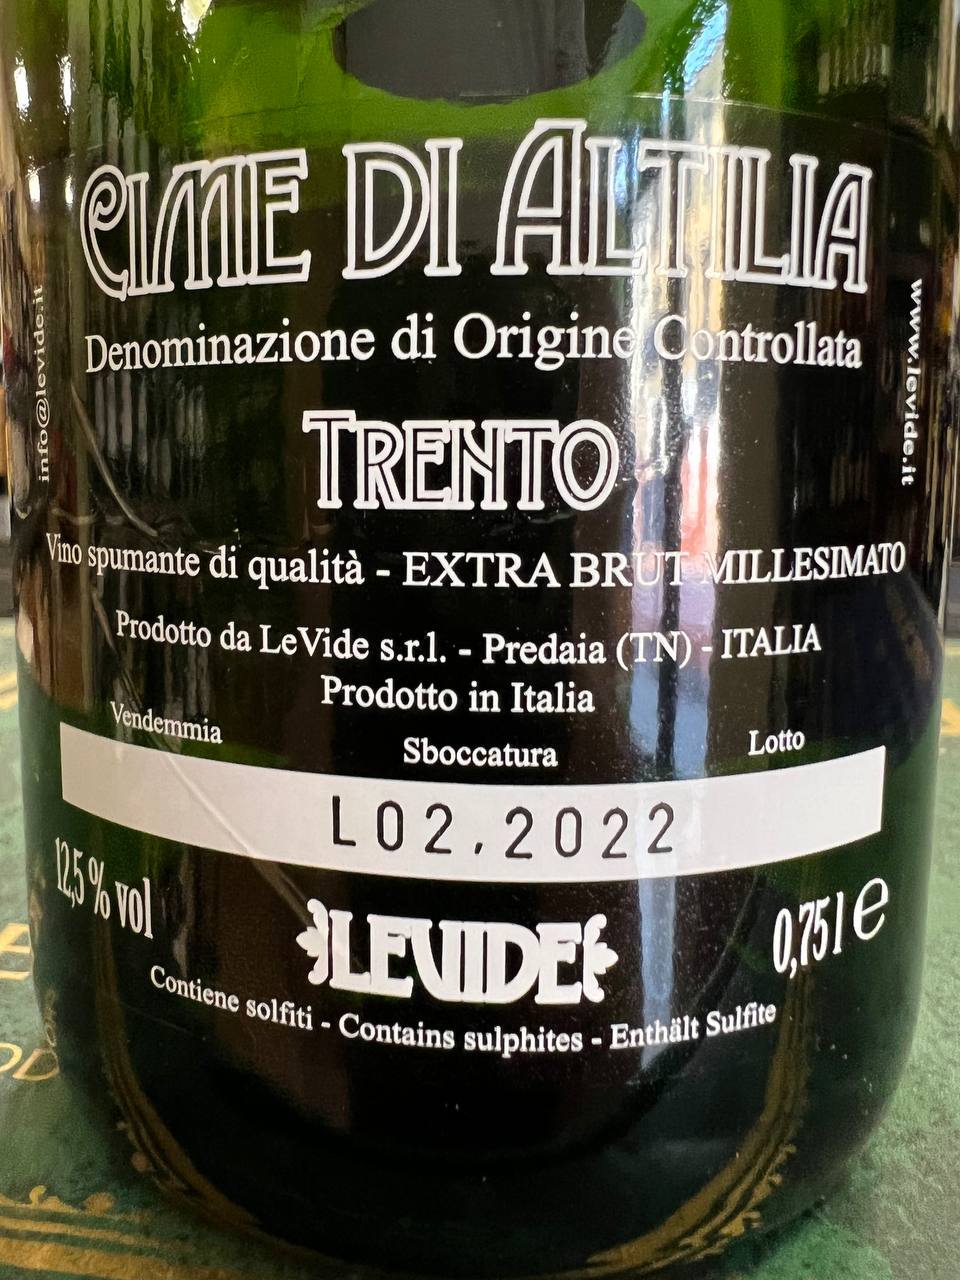 CIME DI ALTILIA
Denominazione di Origine Controllata
info@levide.it
www.levide.it
TRENTO
Vino spumante di qualità - EXTRA BRUT MILLESIMATO
Prodotto da LeVide s.r.l. - Predaia (TN) - ITALIA
Prodotto in Italia
Vendemmia Sboccatura Lotto
L02.2022
12,5 % vol
0,75 l e
LEVIDE
Contiene solfiti - Contains sulphites - Enthält Sulfite